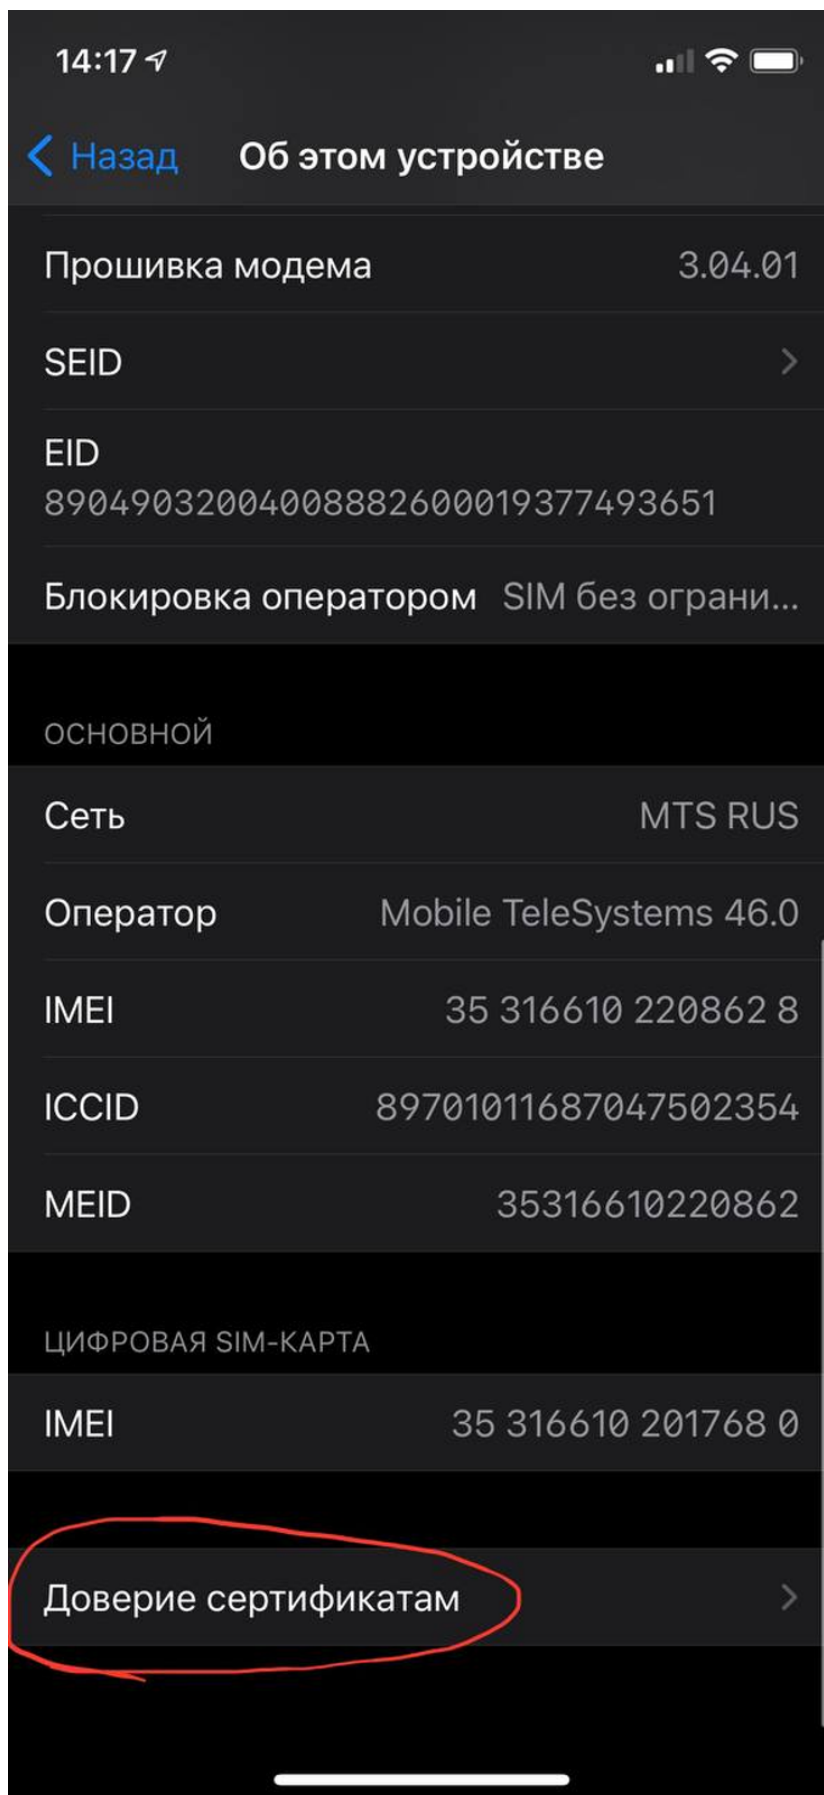 14:17
Назад
Об этом устройстве
Прошивка модема 3.04.01
SEID
EID
89049032004008882600019377493651
Блокировка оператором SIM без ограни...
ОСНОВНОЙ
Сеть MTS RUS
Оператор Mobile TeleSystems 46.0
IMEI 35 316610 220862 8
ICCID 89701011687047502354
MEID 35316610220862
ЦИФРОВАЯ SIM-КАРТА
IMEI 35 316610 201768 0
Доверие сертификатам